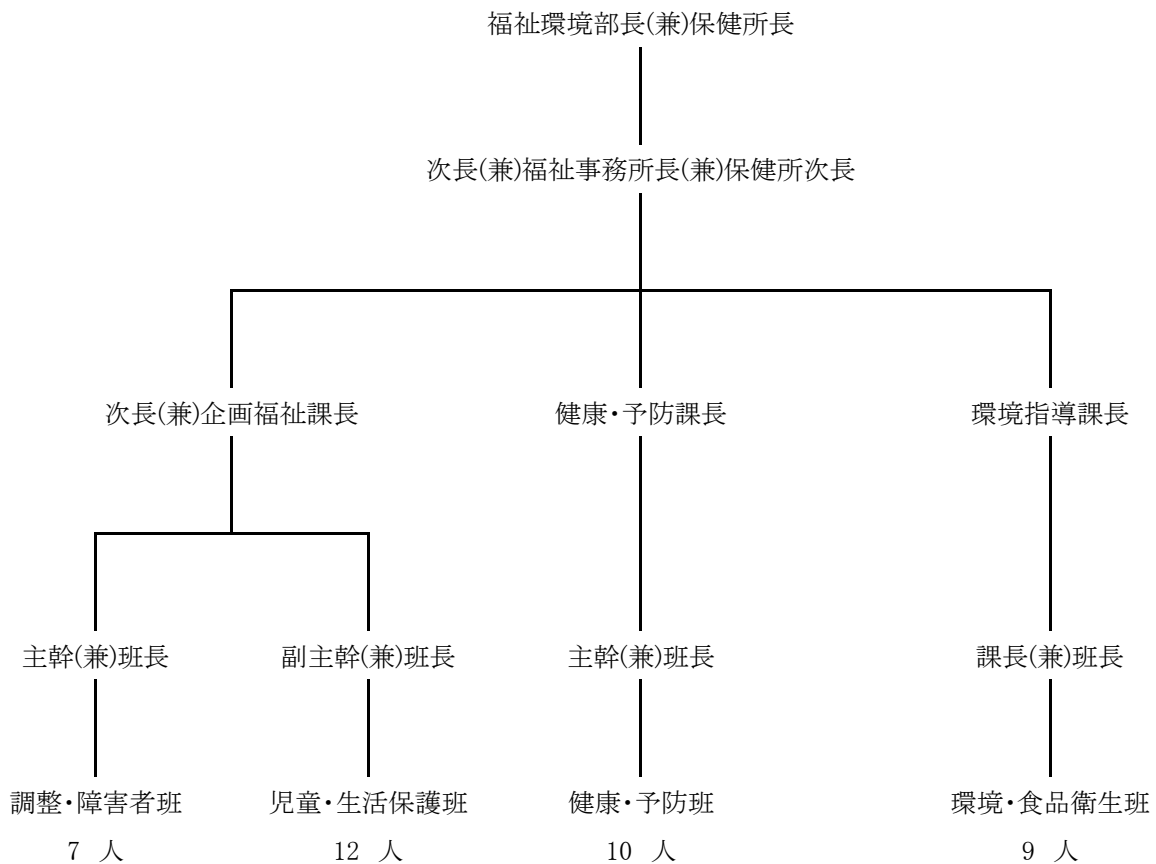 福祉環境部長(兼)保健所長
次長(兼)福祉事務所長(兼)保健所次長
次長(兼)企画福祉課長
健康・予防課長
環境指導課長
主幹(兼)班長
副主幹(兼)班長
主幹(兼)班長
課長(兼)班長
調整・障害者班
児童・生活保護班
健康・予防班
環境・食品衛生班
7 人
12 人
10 人
9 人